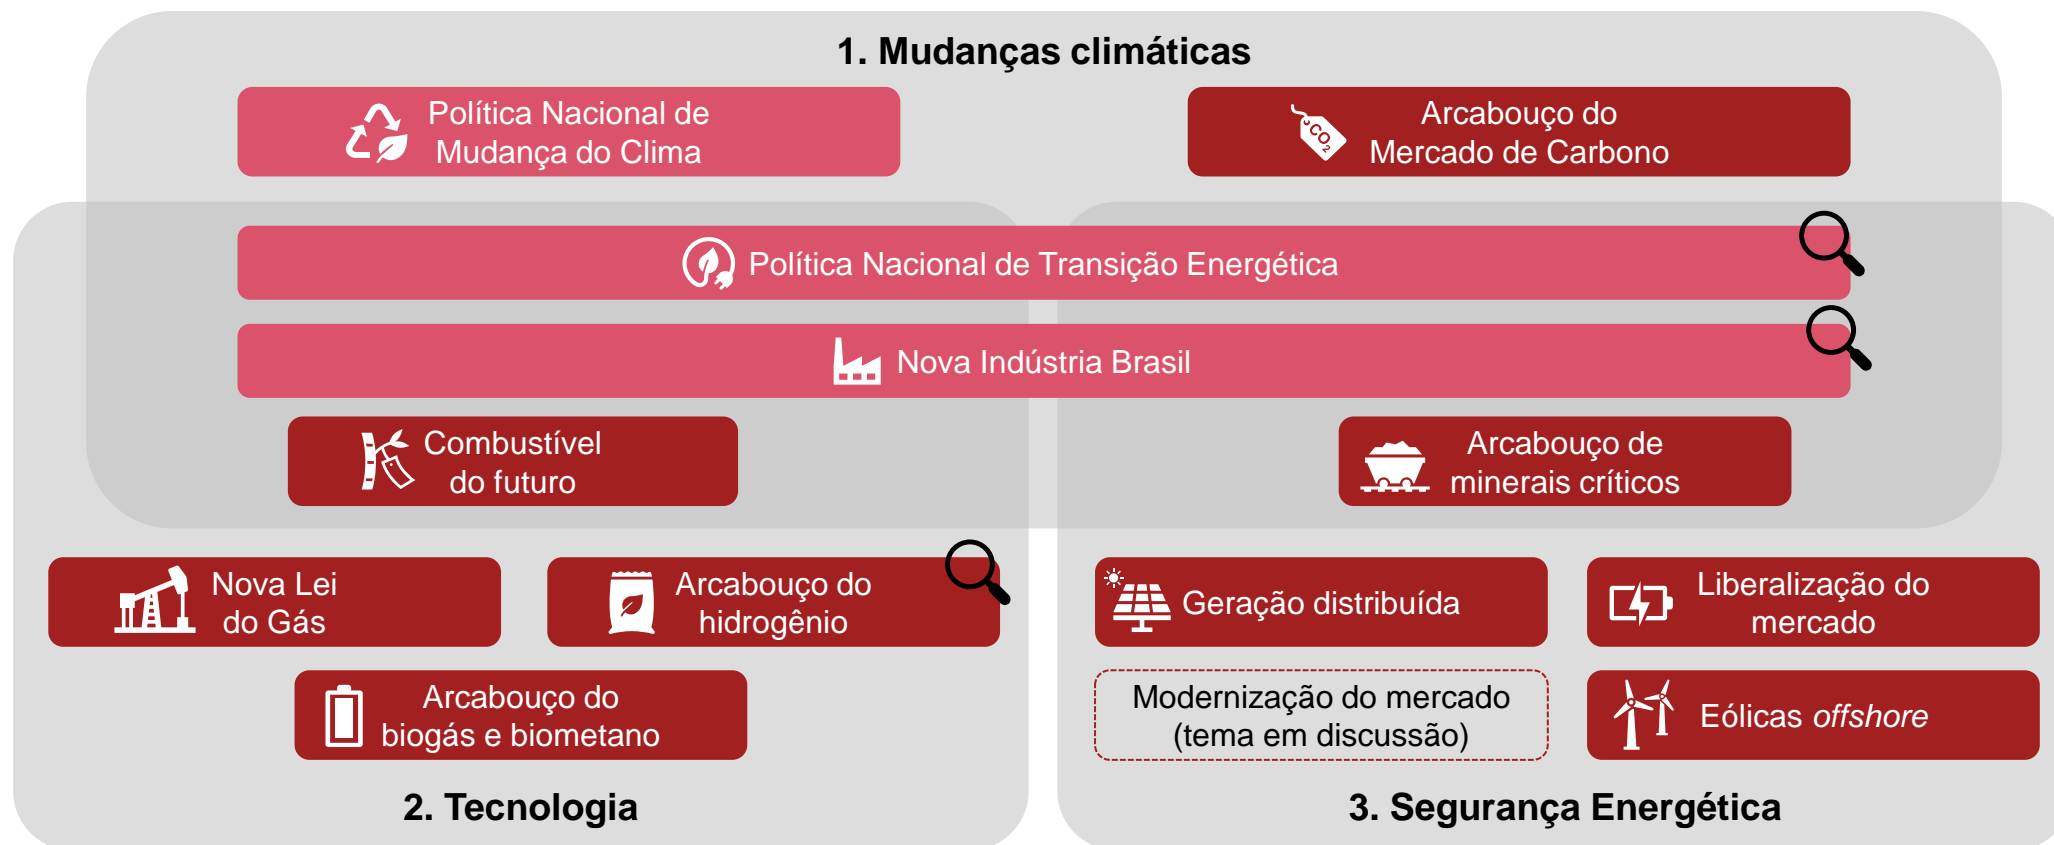 1. Mudanças climáticas
Política Nacional de
Mudança do Clima
CO2
Arcabouço do
Mercado de Carbono
Política Nacional de Transição Energética
Nova Indústria Brasil
Combustível
do futuro
Arcabouço de
minerais críticos
Nova Lei
do Gás
Arcabouço do
hidrogênio
Geração distribuída
Liberalização do
mercado
Arcabouço do
biogás e biometano
Modernização do mercado
(tema em discussão)
Eólicas offshore
2. Tecnologia
3. Segurança Energética